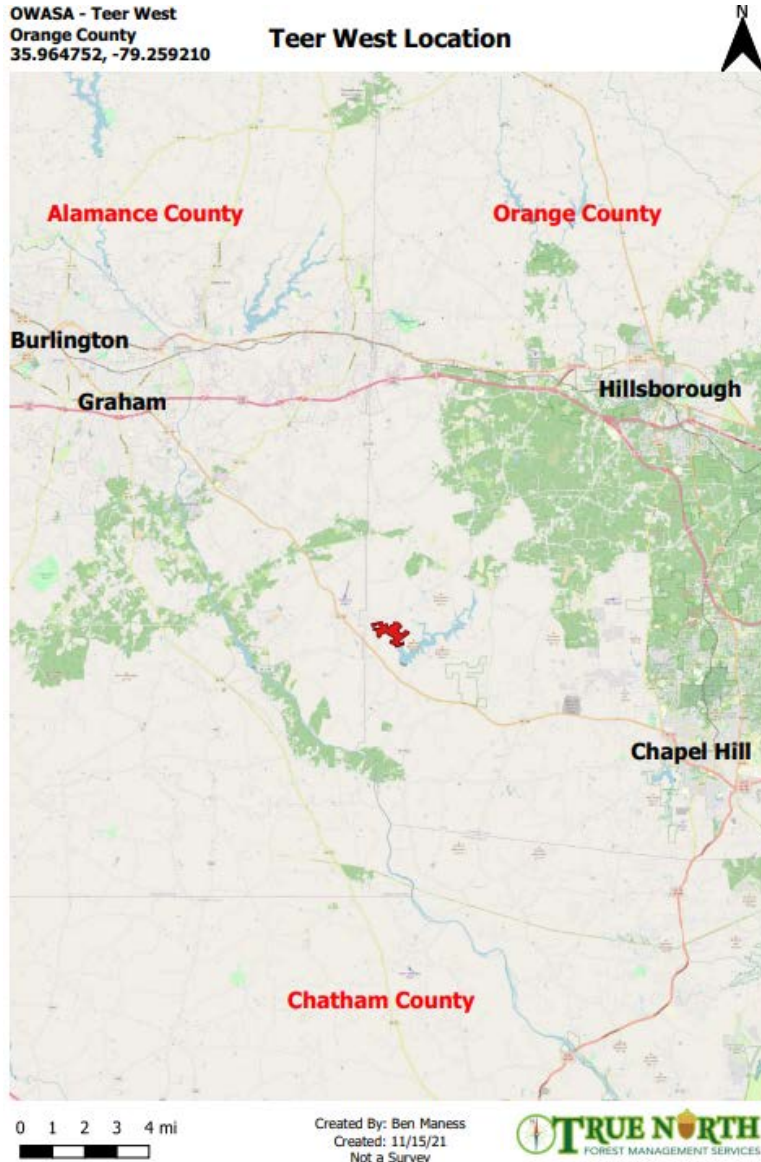 OWASA - Teer West
Orange County
35.964752, -79.259210
Teer West Location
N
Alamance County
Orange County
Burlington
Graham
Hillsborough
Chapel Hill
Chatham County
0 1 2 3 4 mi
Created By: Ben Maness
Created: 11/15/21
Not a Survey
TRUE NORTH
FOREST MANAGEMENT SERVICES